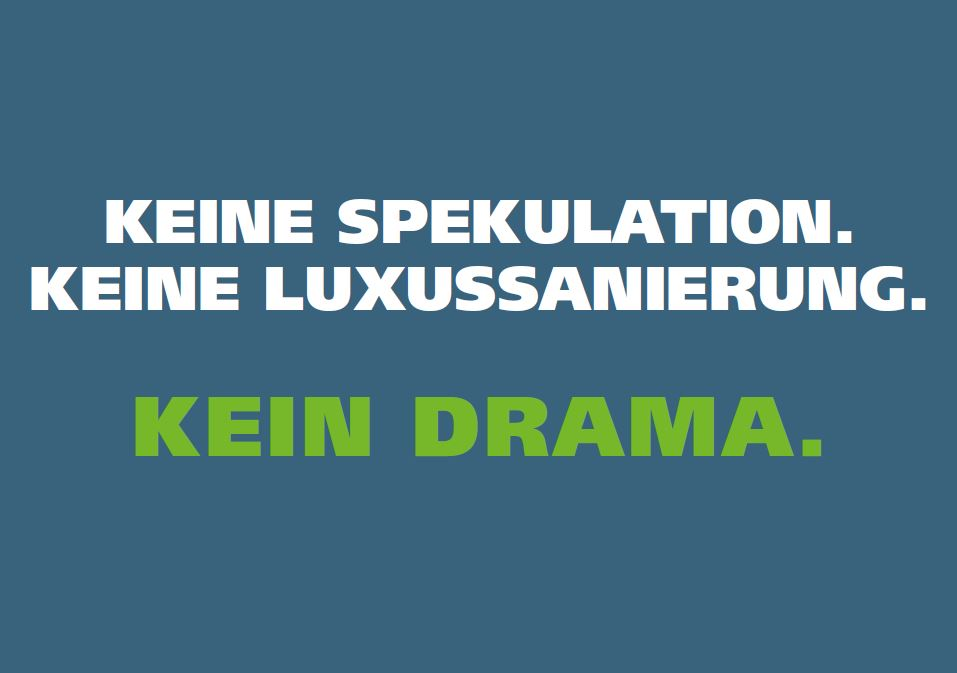 KEINE SPEKULATION.
KEINE LUXUSSANIERUNG.
KEIN DRAMA.